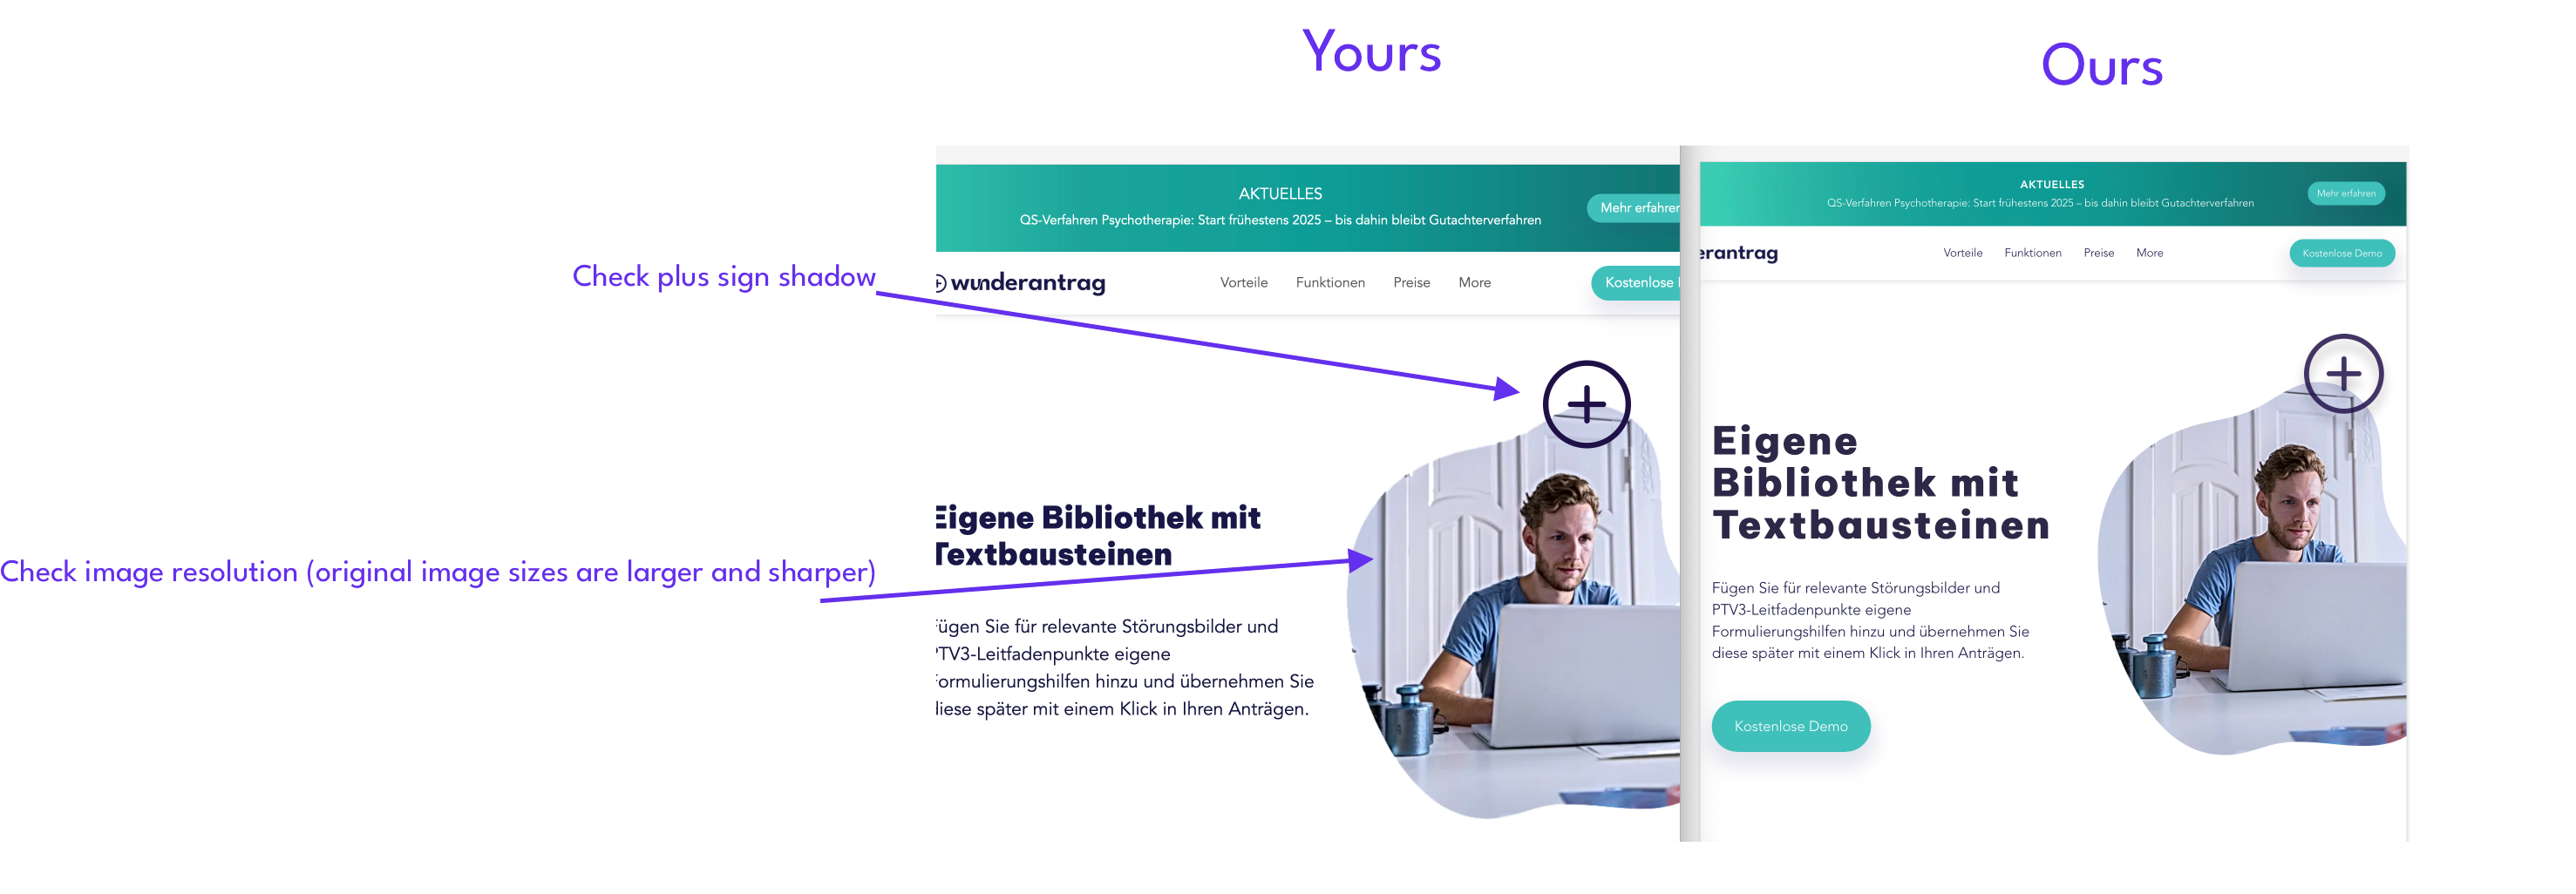 Yours
Ours
Check plus sign shadow
Check image resolution (original image sizes are larger and sharper)
AKTUELLES
QS-Verfahren Psychotherapie: Start frühestens 2025 – bis dahin bleibt Gutachterverfahren
Mehr erfahren
wunderantrag
Vorteile Funktionen Preise More
Kostenlose
Eigene Bibliothek mit
Textbausteinen
Fügen Sie für relevante Störungsbilder und
PTV3-Leitfadenpunkte eigene
Formulierungshilfen hinzu und übernehmen Sie
diese später mit einem Klick in Ihren Anträgen.
AKTUELLES
QS-Verfahren Psychotherapie: Start frühestens 2025 – bis dahin bleibt Gutachterverfahren
Mehr erfahren
erantrag
Vorteile Funktionen Preise More
Kostenlose Demo
Eigene
Bibliothek mit
Textbausteinen
Fügen Sie für relevante Störungsbilder und
PTV3-Leitfadenpunkte eigene
Formulierungshilfen hinzu und übernehmen Sie
diese später mit einem Klick in Ihren Anträgen.
Kostenlose Demo